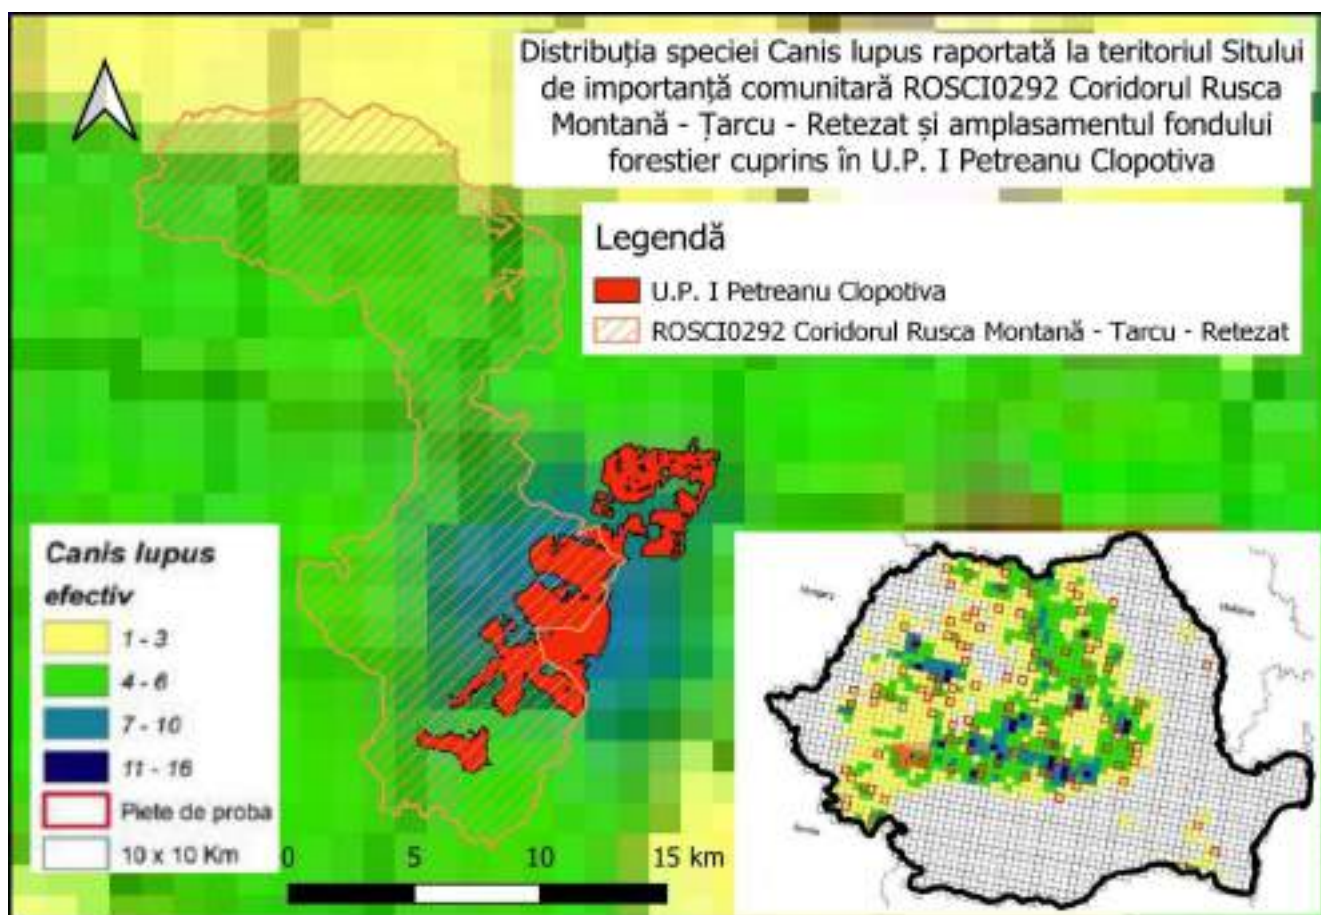 Distribuția speciei Canis lupus raportată la teritoriul Sitului
de importanță comunitară ROSCI0292 Coridorul Rusca
Montană - Țarcu - Retezat și amplasamentul fondului
forestier cuprins în U.P. I Petreanu Clopotiva
Legendă
U.P. I Petreanu Clopotiva
ROSCI0292 Coridorul Rusca Montană - Tarcu - Retezat
Canis lupus
efectiv
1 - 3
4 - 6
7 - 10
11 - 16
Piete de proba
10 x 10 Km
0 5 10 15 km